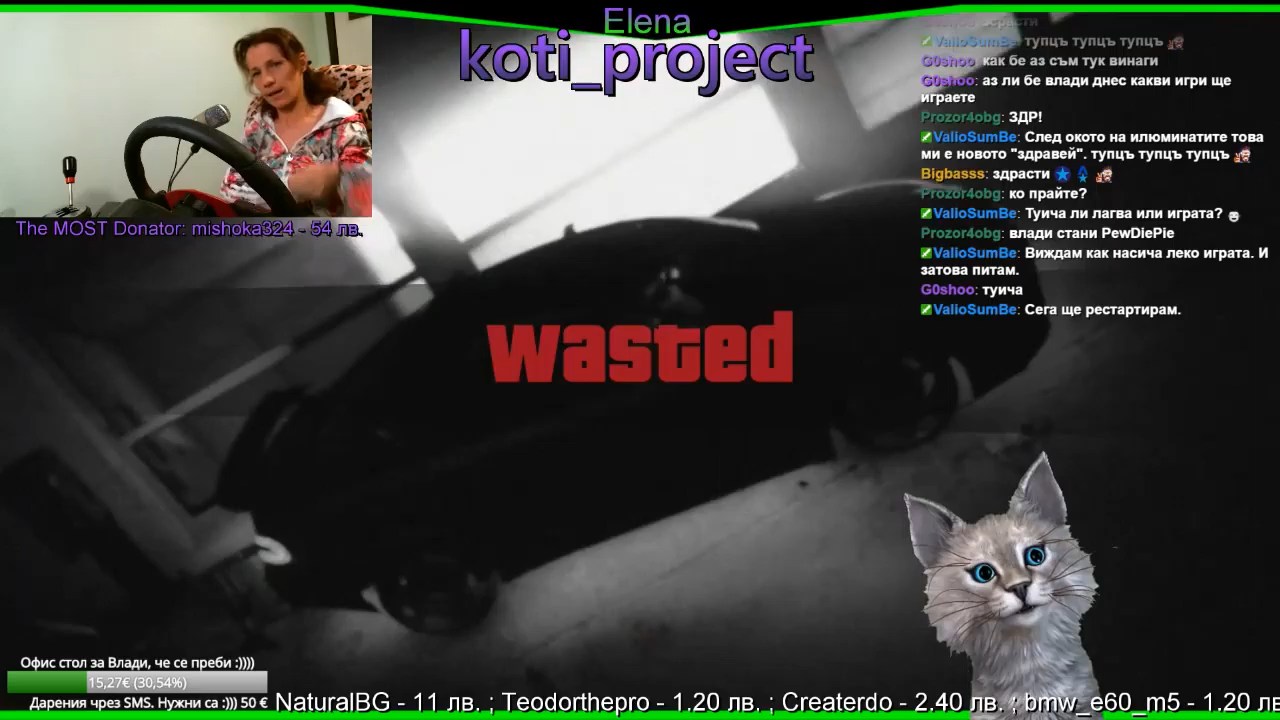 Elena
koti_project
The MOST Donator: mishoka324 - 54 лв.
ValioSumBe: тупцъ тупцъ тупцъ
G0shoo: как бе аз съм тук винаги
G0shoo: аз ли бе влади днес какви игри ще
играете
Prozor4obg: ЗДР!
ValioSumBe: След окото на илюминатите това
ми е новото "здравей". тупцъ тупцъ тупцъ
Bigbasss: здрасти
Prozor4obg: ко прайте?
ValioSumBe: Туича ли лагва или играта?
Prozor4obg: влади стани PewDiePie
ValioSumBe: Виждам как насича леко играта. И
затова питам.
G0shoo: туича
ValioSumBe: Сега ще рестартирам.
wasted
Офис стол за Влади, че се преби :))))
15,27€ (30,54%)
Дарения чрез SMS. Нужни са :))) 50 €
NaturalBG - 11 лв. ; Teodorthepro - 1.20 лв. ; Createrdo - 2.40 лв. ; bmw_e60_m5 - 1.20 лв